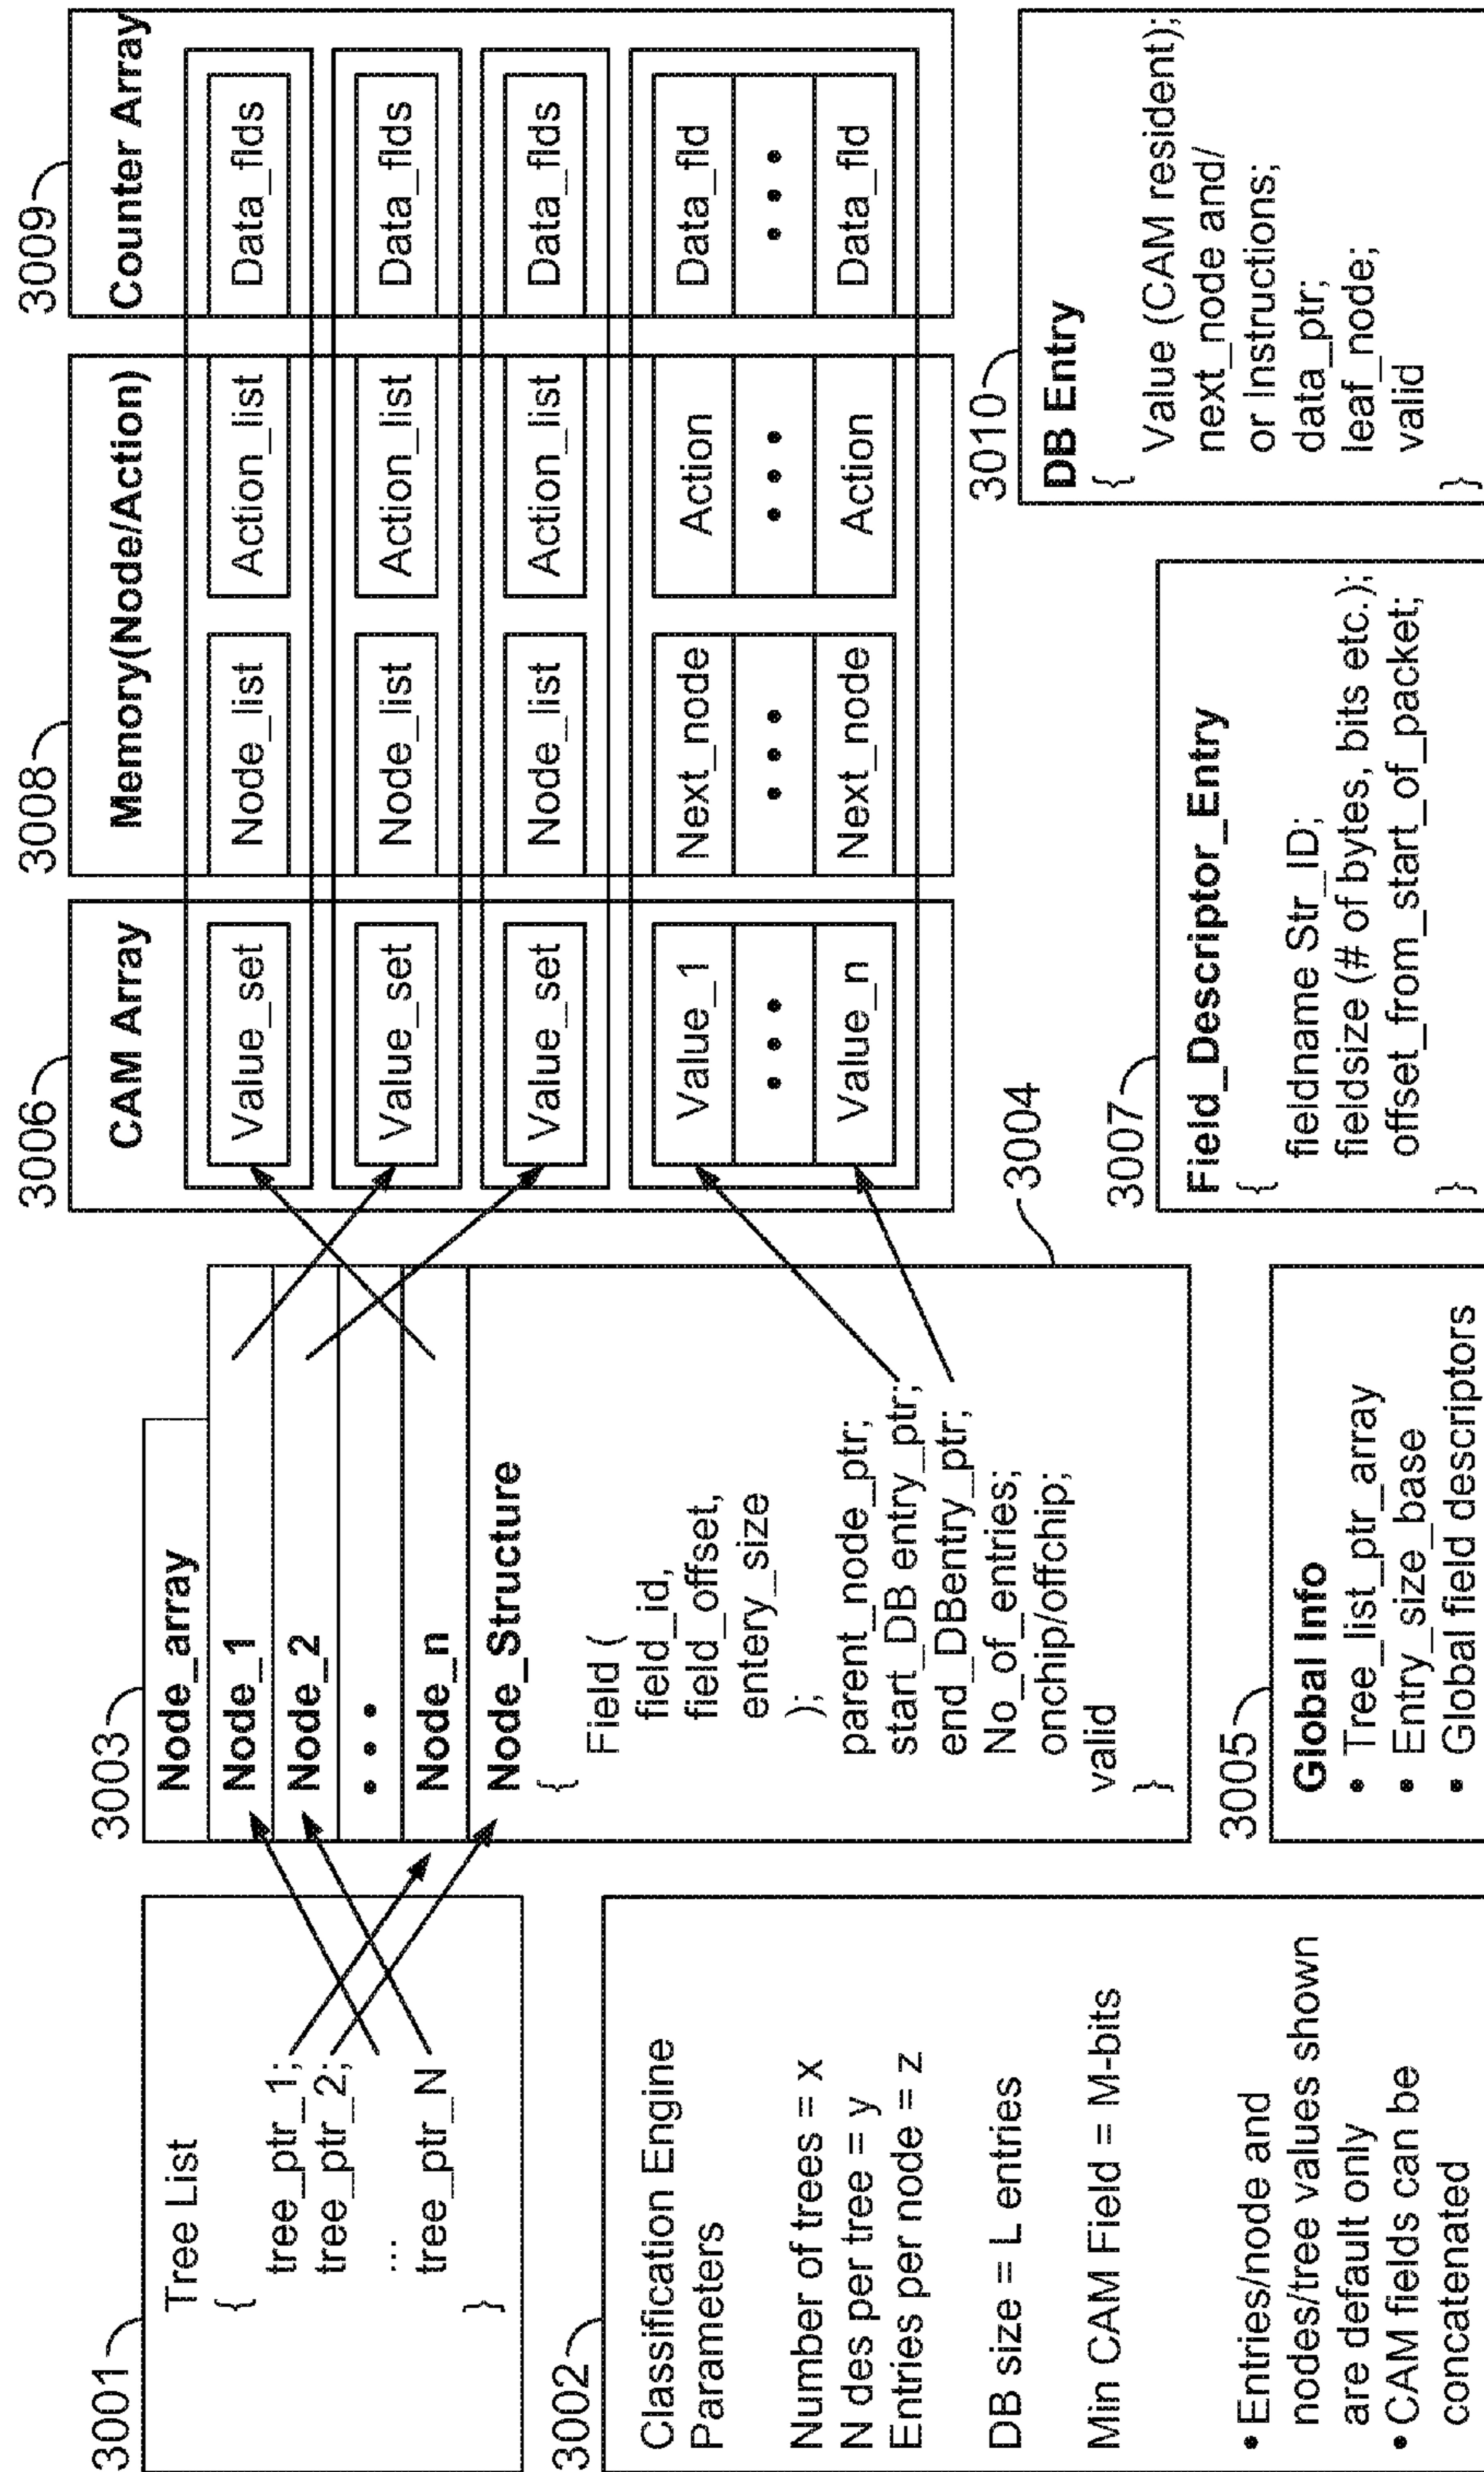 3001
Tree List
{
tree_ptr_1;
tree_ptr_2;
...
tree_ptr_N
}
3002
Classification Engine
Parameters
Number of trees = x
N des per tree = y
Entries per node = z
DB size = L entries
Min CAM Field = M-bits
• Entries/node and
nodes/tree values shown
are default only
• CAM fields can be
concatenated
3003
Node_array
Node_1
Node_2
• • •
Node_n
Node_Structure
{
Field (
field_id,
field_offset,
entery_size
);
parent_node_ptr;
start_DB entry_ptr;
end_DBentry_ptr;
No_of_entries;
onchip/offchip;
valid
}
3004
3005
Global Info
• Tree_list_ptr_array
• Entry_size_base
• Global field descriptors
3006
CAM Array
Value_set
Value_set
Value_set
Value_1
• • •
Value_n
3007
Field_Descriptor_Entry
{
fieldname Str_ID;
fieldsize (# of bytes, bits etc.);
offset_from_start_of_packet;
}
3008
Memory(Node/Action)
Node_list Action_list
Node_list Action_list
Node_list Action_list
Next_node Action
• • • • • •
Next_node Action
3009
Counter Array
Data_flds
Data_flds
Data_flds
Data_fld
• • •
Data_fld
3010
DB Entry
{
Value (CAM resident);
next_node and/
or Instructions;
data_ptr;
leaf_node;
valid
}